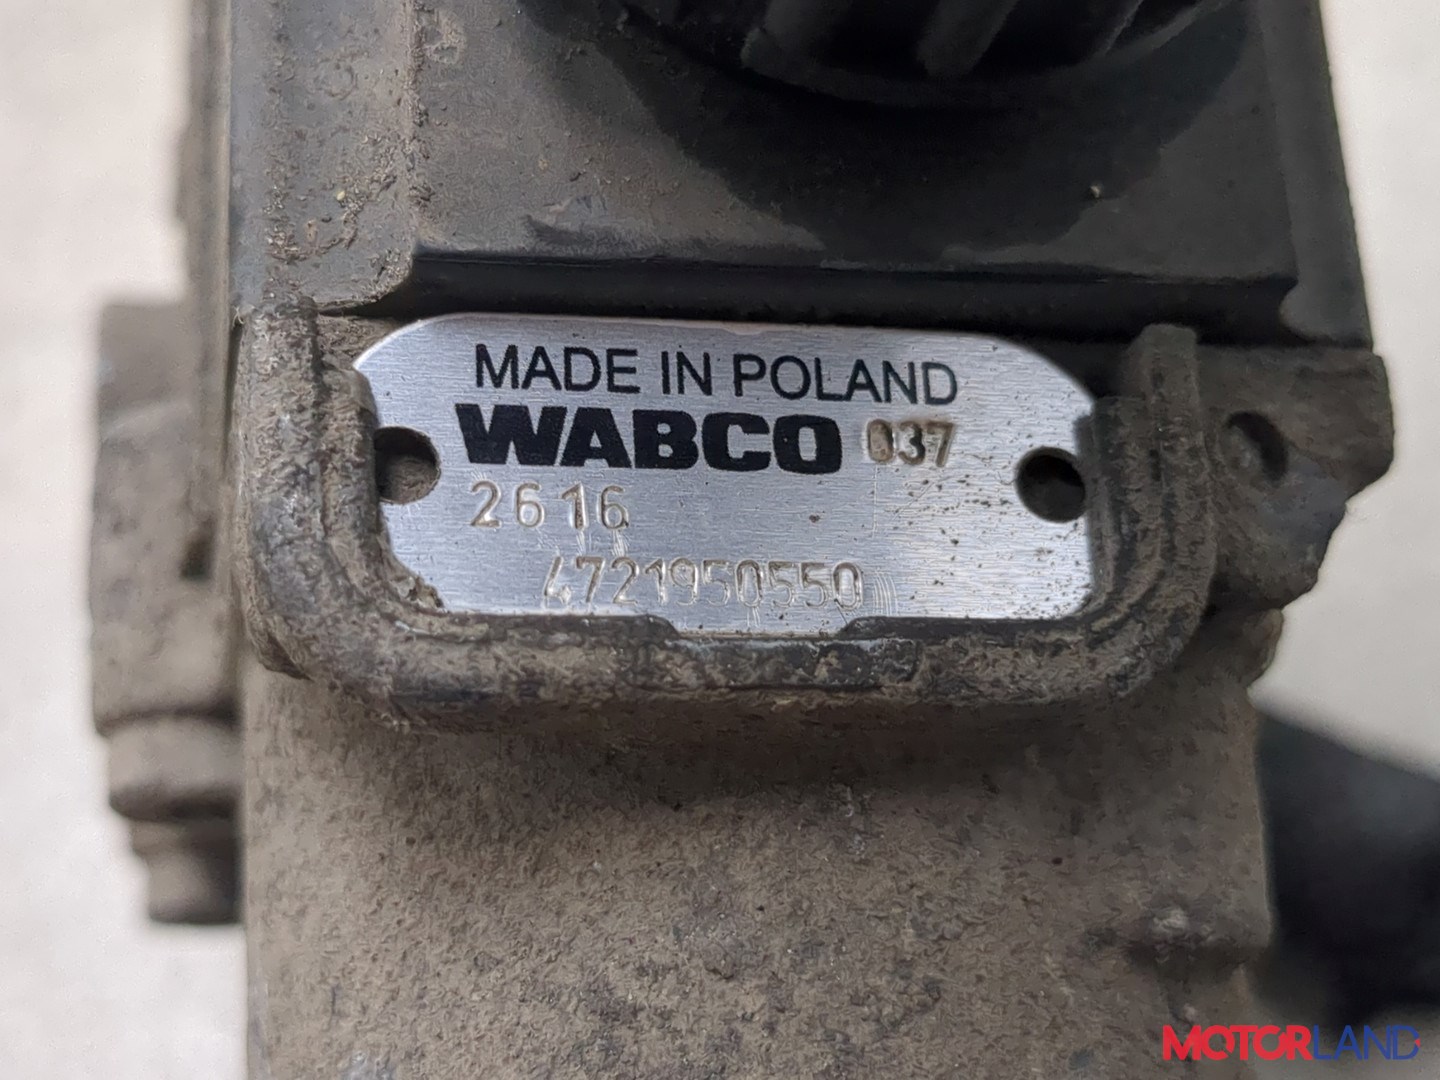 MADE IN POLAND
WABCO 037
2616
4721950550
MOTORLAND